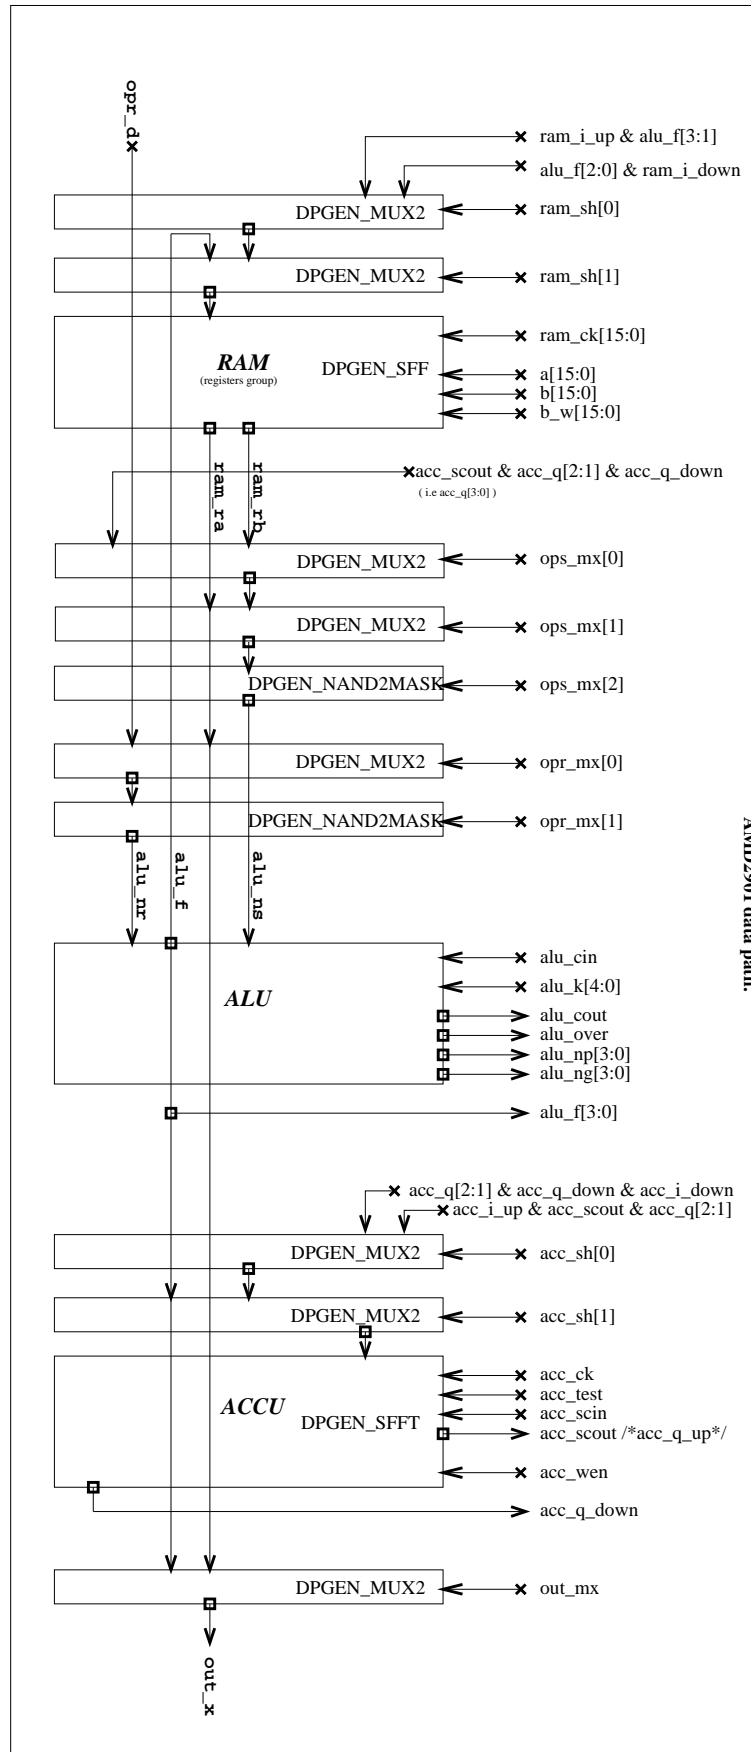 opr_d
ram_i_up & alu_f[3:1]
alu_f[2:0] & ram_i_down
DPGEN_MUX2
ram_sh[0]
DPGEN_MUX2
ram_sh[1]
RAM
(registers group)
DPGEN_SFF
ram_ck[15:0]
a[15:0]
b[15:0]
b_w[15:0]
ram_ra
ram_rb
acc_scout & acc_q[2:1] & acc_q_down
( i.e acc_q[3:0] )
DPGEN_MUX2
ops_mx[0]
DPGEN_MUX2
ops_mx[1]
DPGEN_NAND2MASK
ops_mx[2]
DPGEN_MUX2
opr_mx[0]
DPGEN_NAND2MASK
opr_mx[1]
alu_nr
alu_f
alu_ns
AMD2901 data path.
ALU
alu_cin
alu_k[4:0]
alu_cout
alu_over
alu_np[3:0]
alu_ng[3:0]
alu_f[3:0]
acc_q[2:1] & acc_q_down & acc_i_down
acc_i_up & acc_scout & acc_q[2:1]
DPGEN_MUX2
acc_sh[0]
DPGEN_MUX2
acc_sh[1]
ACCU
DPGEN_SFFT
acc_ck
acc_test
acc_scin
acc_scout /*acc_q_up*/
acc_wen
acc_q_down
DPGEN_MUX2
out_mx
out_x